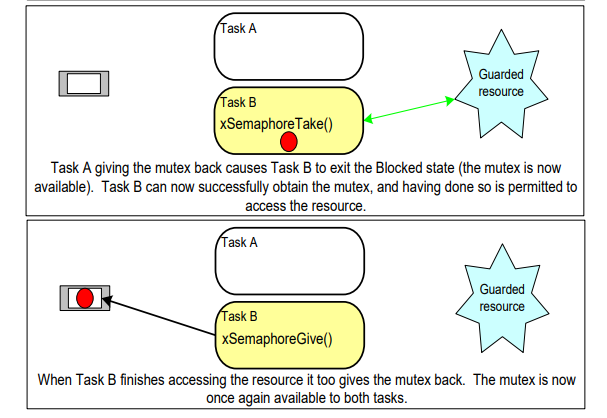 Task A
Guarded
resource
Task B
xSemaphoreTake()
Task A giving the mutex back causes Task B to exit the Blocked state (the mutex is now
available). Task B can now successfully obtain the mutex, and having done so is permitted to
access the resource.
Task A
Guarded
resource
Task B
xSemaphoreGive()
When Task B finishes accessing the resource it too gives the mutex back. The mutex is now
once again available to both tasks.